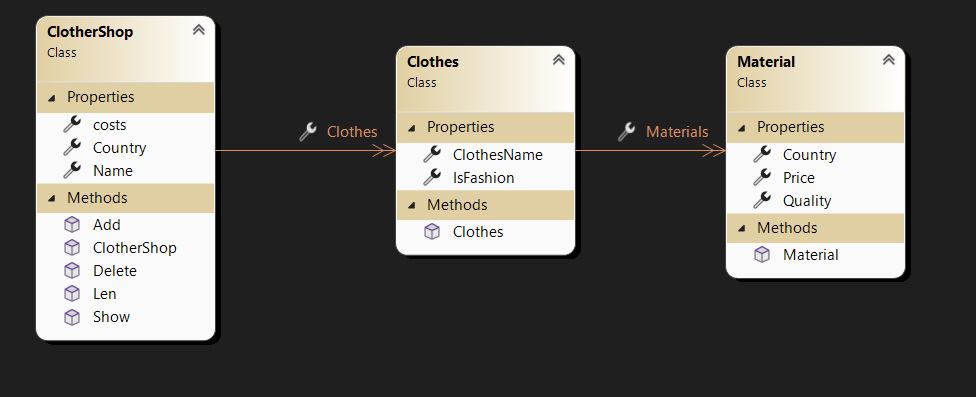 ClotherShop
Class
Properties
costs
Country
Name
Methods
Add
ClotherShop
Delete
Len
Show
Clothes
Clothes
Class
Properties
ClothesName
IsFashion
Methods
Clothes
Materials
Material
Class
Properties
Country
Price
Quality
Methods
Material